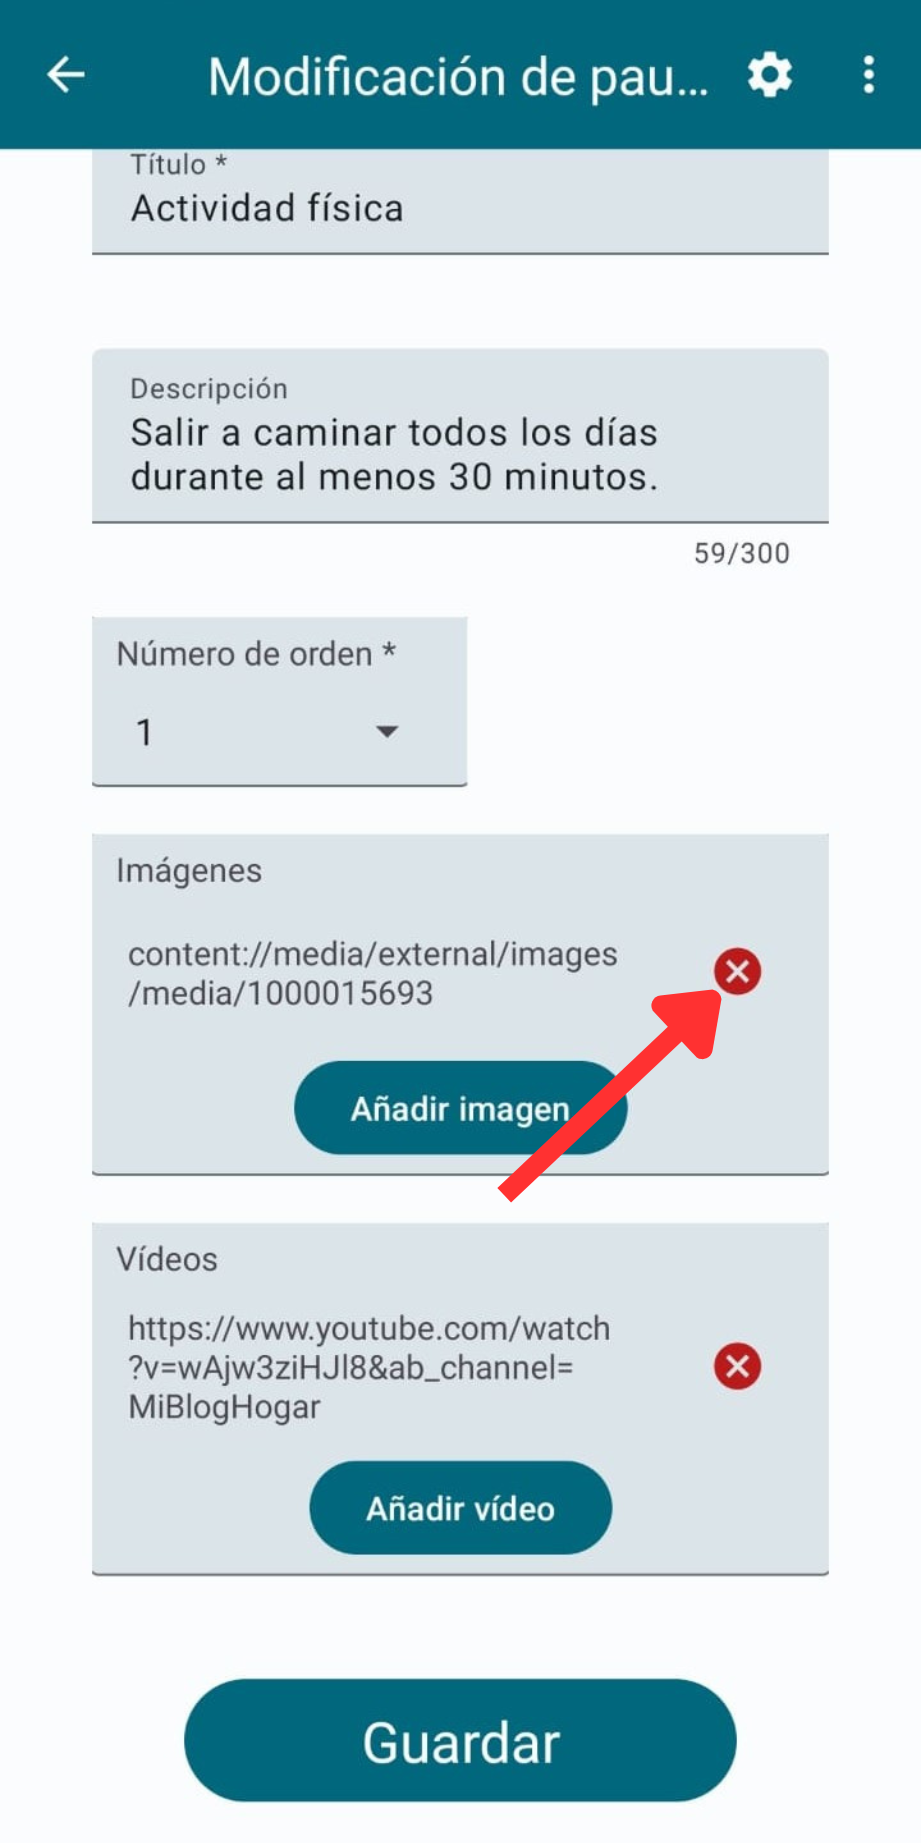 Modificación de pau...
Título *
Actividad física
Descripción
Salir a caminar todos los días
durante al menos 30 minutos.
59/300
Número de orden *
1
Imágenes
content://media/external/images
/media/1000015693
Añadir imagen
Vídeos
https://www.youtube.com/watch
?v=wAjw3ziHJl8&ab_channel=
MiBlogHogar
Añadir vídeo
Guardar